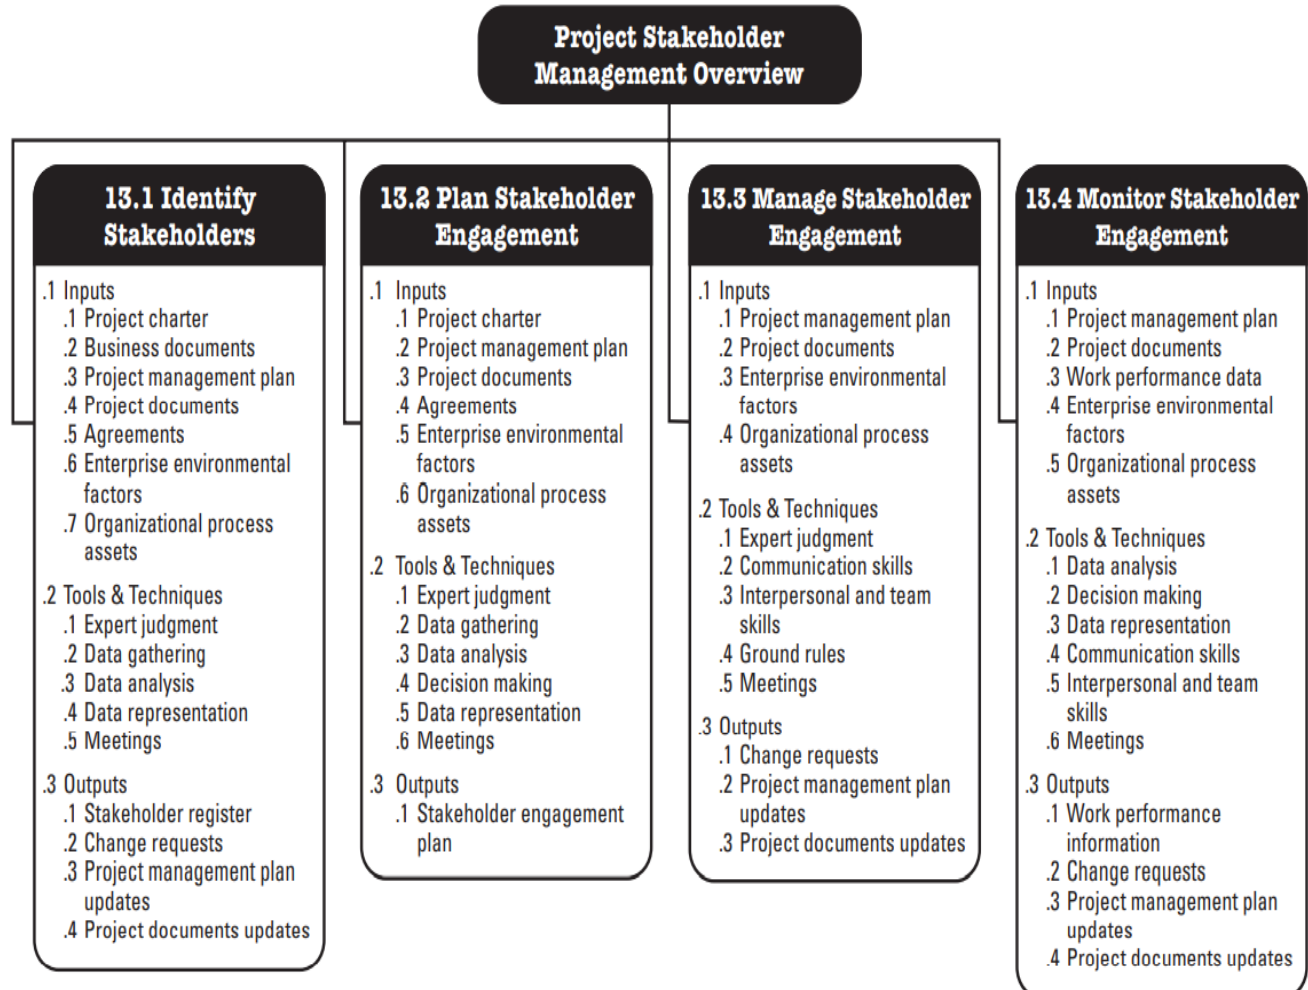 Project Stakeholder
Management Overview
13.1 Identify
Stakeholders
.1 Inputs
.1 Project charter
.2 Business documents
.3 Project management plan
.4 Project documents
.5 Agreements
.6 Enterprise environmental
factors
.7 Organizational process
assets
.2 Tools & Techniques
.1 Expert judgment
.2 Data gathering
.3 Data analysis
.4 Data representation
.5 Meetings
.3 Outputs
.1 Stakeholder register
.2 Change requests
.3 Project management plan
updates
.4 Project documents updates
13.2 Plan Stakeholder
Engagement
.1 Inputs
.1 Project charter
.2 Project management plan
.3 Project documents
.4 Agreements
.5 Enterprise environmental
factors
.6 Organizational process
assets
.2 Tools & Techniques
.1 Expert judgment
.2 Data gathering
.3 Data analysis
.4 Decision making
.5 Data representation
.6 Meetings
.3 Outputs
.1 Stakeholder engagement
plan
13.3 Manage Stakeholder
Engagement
.1 Inputs
.1 Project management plan
.2 Project documents
.3 Enterprise environmental
factors
.4 Organizational process
assets
.2 Tools & Techniques
.1 Expert judgment
.2 Communication skills
.3 Interpersonal and team
skills
.4 Ground rules
.5 Meetings
.3 Outputs
.1 Change requests
.2 Project management plan
updates
.3 Project documents updates
13.4 Monitor Stakeholder
Engagement
.1 Inputs
.1 Project management plan
.2 Project documents
.3 Work performance data
.4 Enterprise environmental
factors
.5 Organizational process
assets
.2 Tools & Techniques
.1 Data analysis
.2 Decision making
.3 Data representation
.4 Communication skills
.5 Interpersonal and team
skills
.6 Meetings
.3 Outputs
.1 Work performance
information
.2 Change requests
.3 Project management plan
updates
.4 Project documents updates